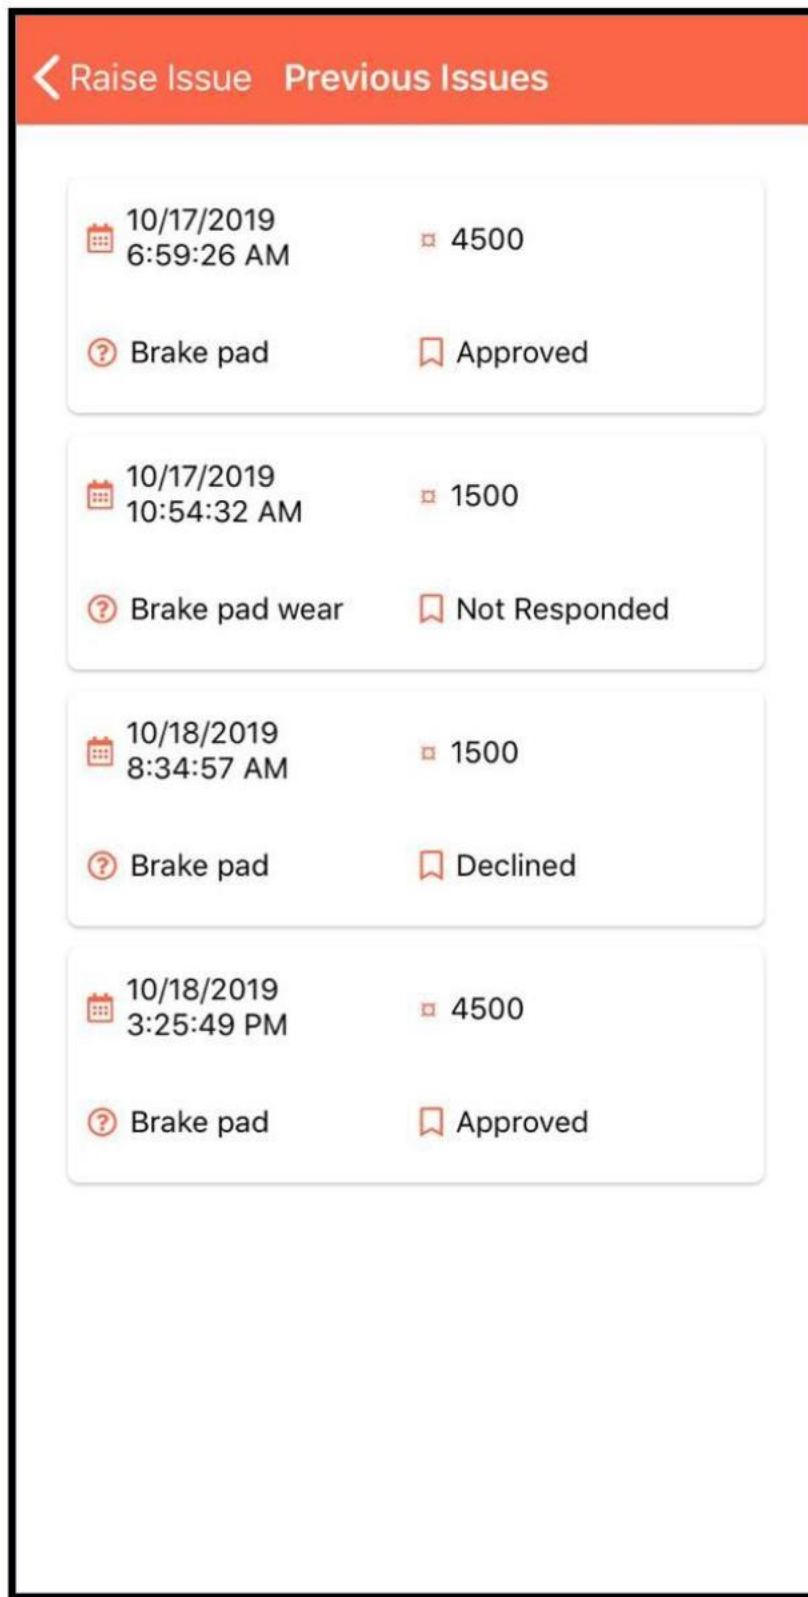 Raise Issue Previous Issues
10/17/2019
6:59:26 AM
¤ 4500
Brake pad
Approved
10/17/2019
10:54:32 AM
¤ 1500
Brake pad wear
Not Responded
10/18/2019
8:34:57 AM
¤ 1500
Brake pad
Declined
10/18/2019
3:25:49 PM
¤ 4500
Brake pad
Approved